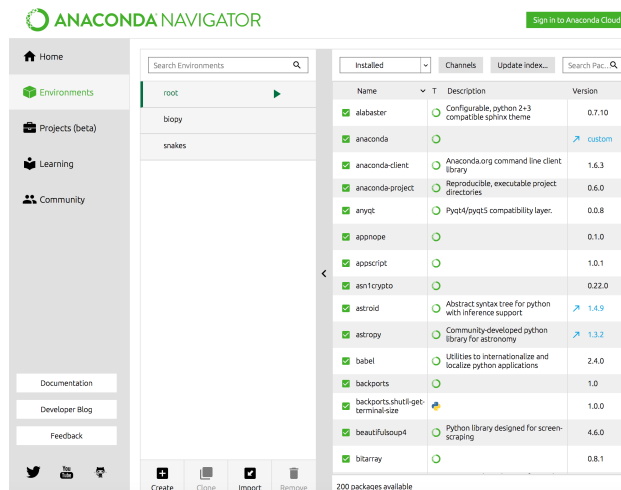 ANACONDA NAVIGATOR
Sign in to Anaconda Cloud
Home
Environments
Projects (beta)
Learning
Community
Documentation
Developer Blog
Feedback
You
Tube
Search Environments
root
biopy
snakes
Create
Clone
Import
Remove
Installed
Channels
Update index...
Search Pac...
Name T Description Version
alabaster Configurable, python 2+3
compatible sphinx theme 0.7.10
anaconda custom
anaconda-client Anaconda.org command line client
library 1.6.3
anaconda-project Reproducible, executable project
directories 0.6.0
anyqt Pyqt4/pyqt5 compatibility layer. 0.0.8
appnope 0.1.0
appscript 1.0.1
asn1crypto 0.22.0
astroid Abstract syntax tree for python
with inference support 1.4.9
astropy Community-developed python
library for astronomy 1.3.2
babel Utilities to internationalize and
localize python applications 2.4.0
backports 1.0
backports.shutil-get-
terminal-size 1.0.0
beautifulsoup4 Python library designed for screen-
scraping 4.6.0
bitarray 0.8.1
200 packages available